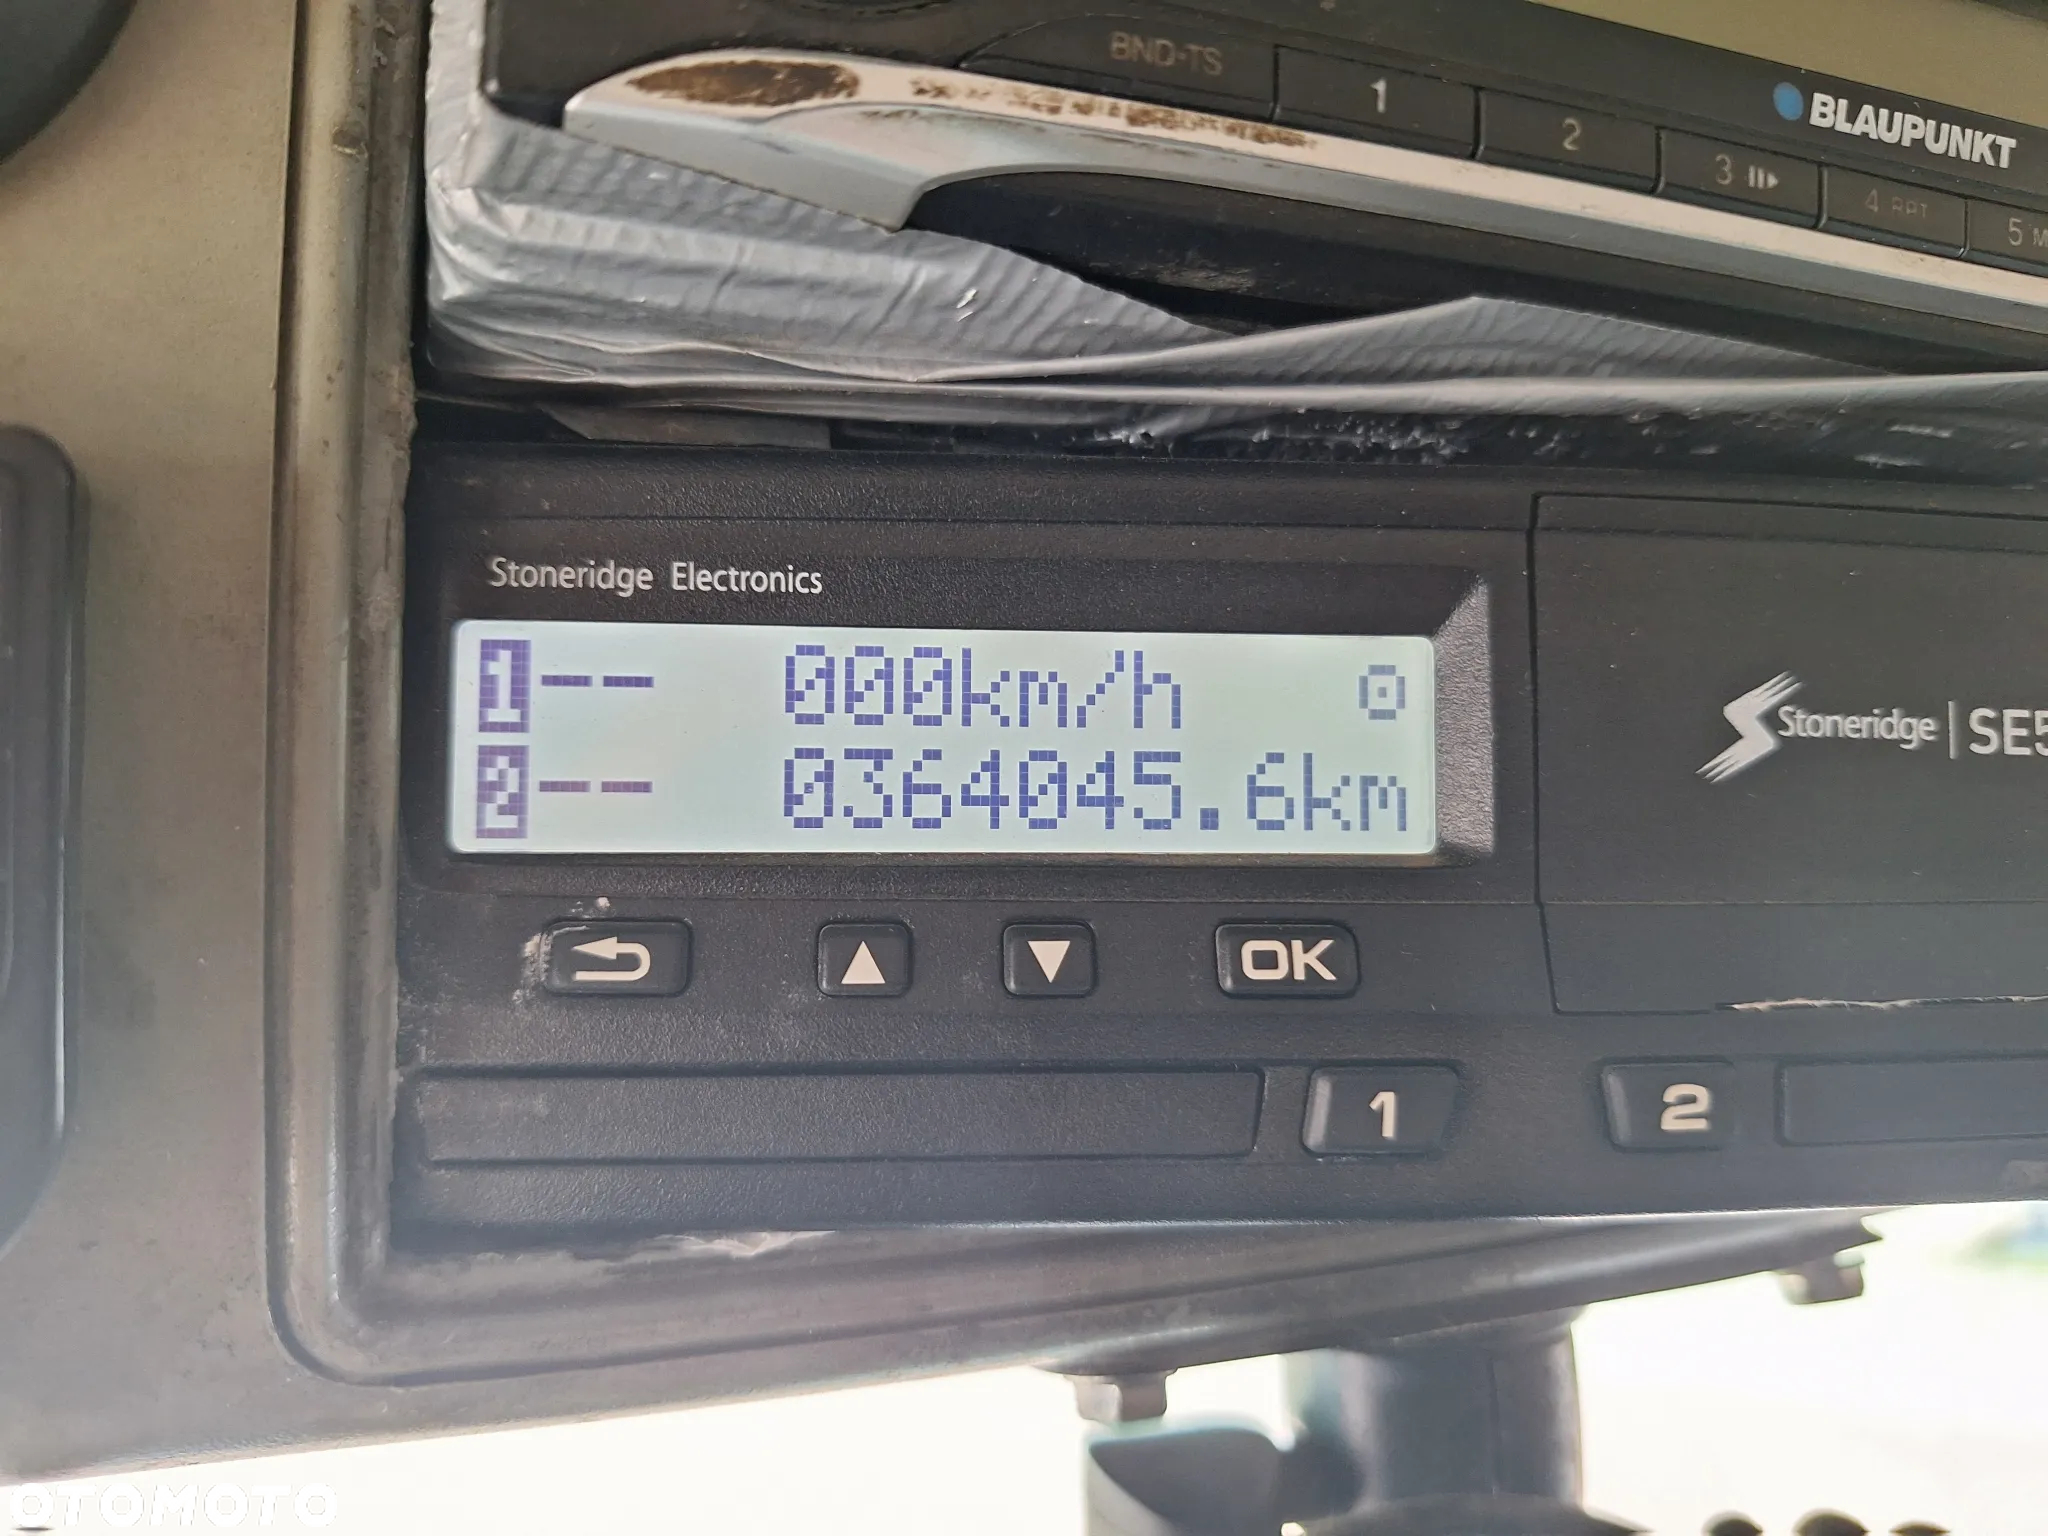 BND-TS
1
2
3
4 RPT
5 M
BLAUPUNKT
Stoneridge Electronics
1 -- 000km/h
2 -- 0364045.6km
Stoneridge | SE5
OK
1
2
OTOMOTO